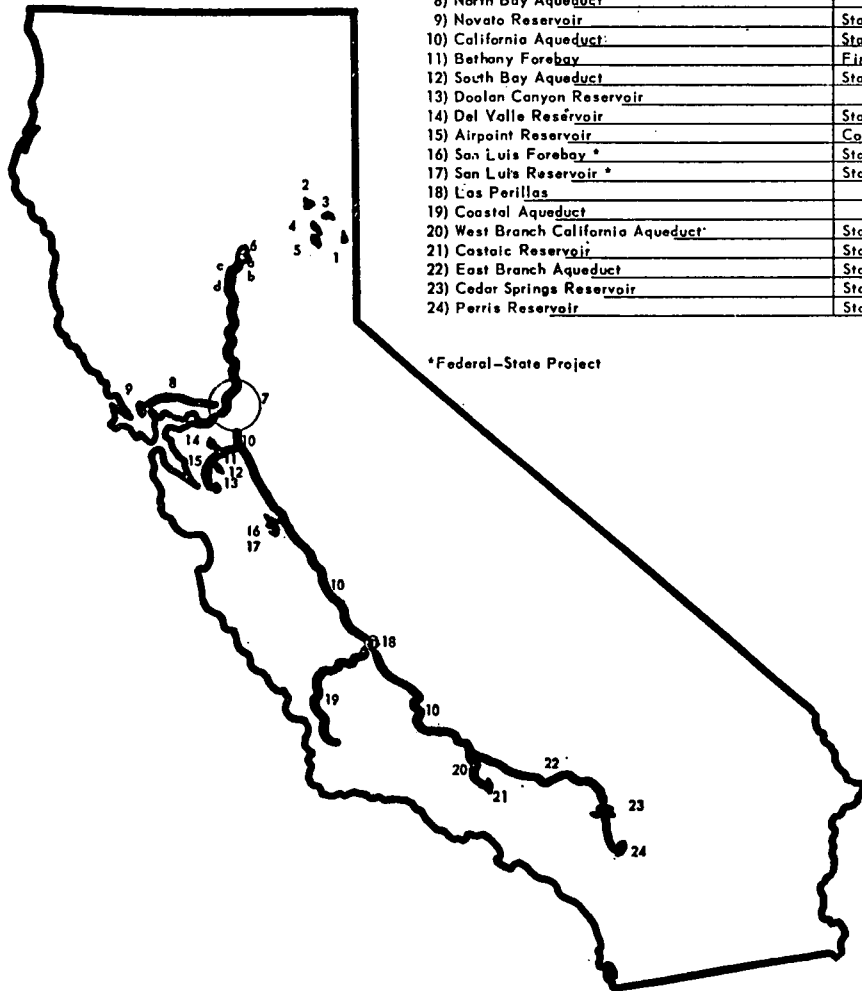 8) North Bay Aqueduct
9) Novato Reservoir
10) California Aqueduct
11) Bethany Forebay
12) South Bay Aqueduct
13) Doolan Canyon Reservoir
14) Del Valle Reservoir
15) Airpoint Reservoir
16) San Luis Forebay *
17) San Luis Reservoir *
18) Las Perillas
19) Coastal Aqueduct
20) West Branch California Aqueduct
21) Castaic Reservoir
22) East Branch Aqueduct
23) Cedar Springs Reservoir
24) Perris Reservoir
*Federal–State Project
2
3
4
5
1
6
a
c
b
d
8
9
7
10
14
11
15
12
13
16
17
10
18
19
10
20
22
21
23
24